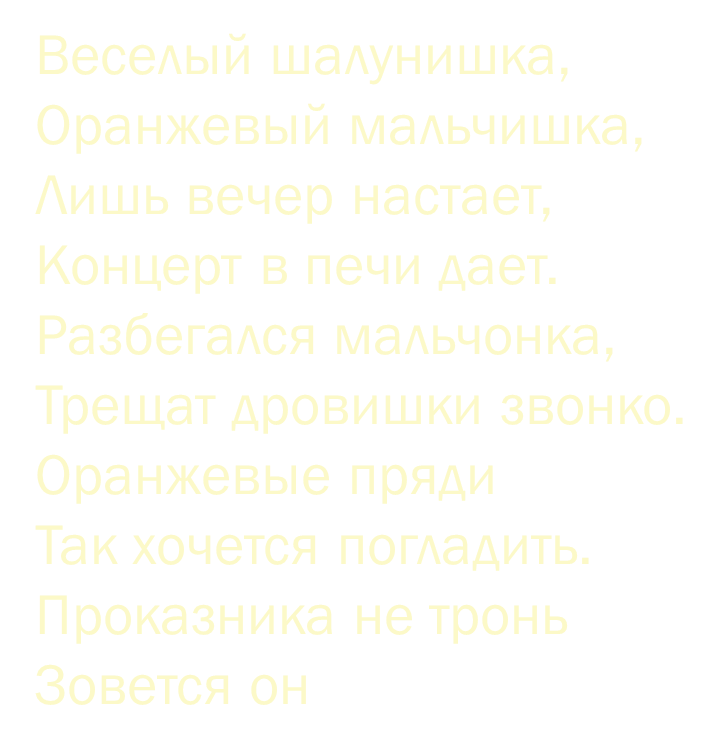 Веселый шалунишка,
Оранжевый мальчишка,
Лишь вечер настает,
Концерт в печи дает.
Разбегался мальчонка,
Трещат дровишки звонко.
Оранжевые пряди
Так хочется погладить.
Проказника не тронь
Зовется он